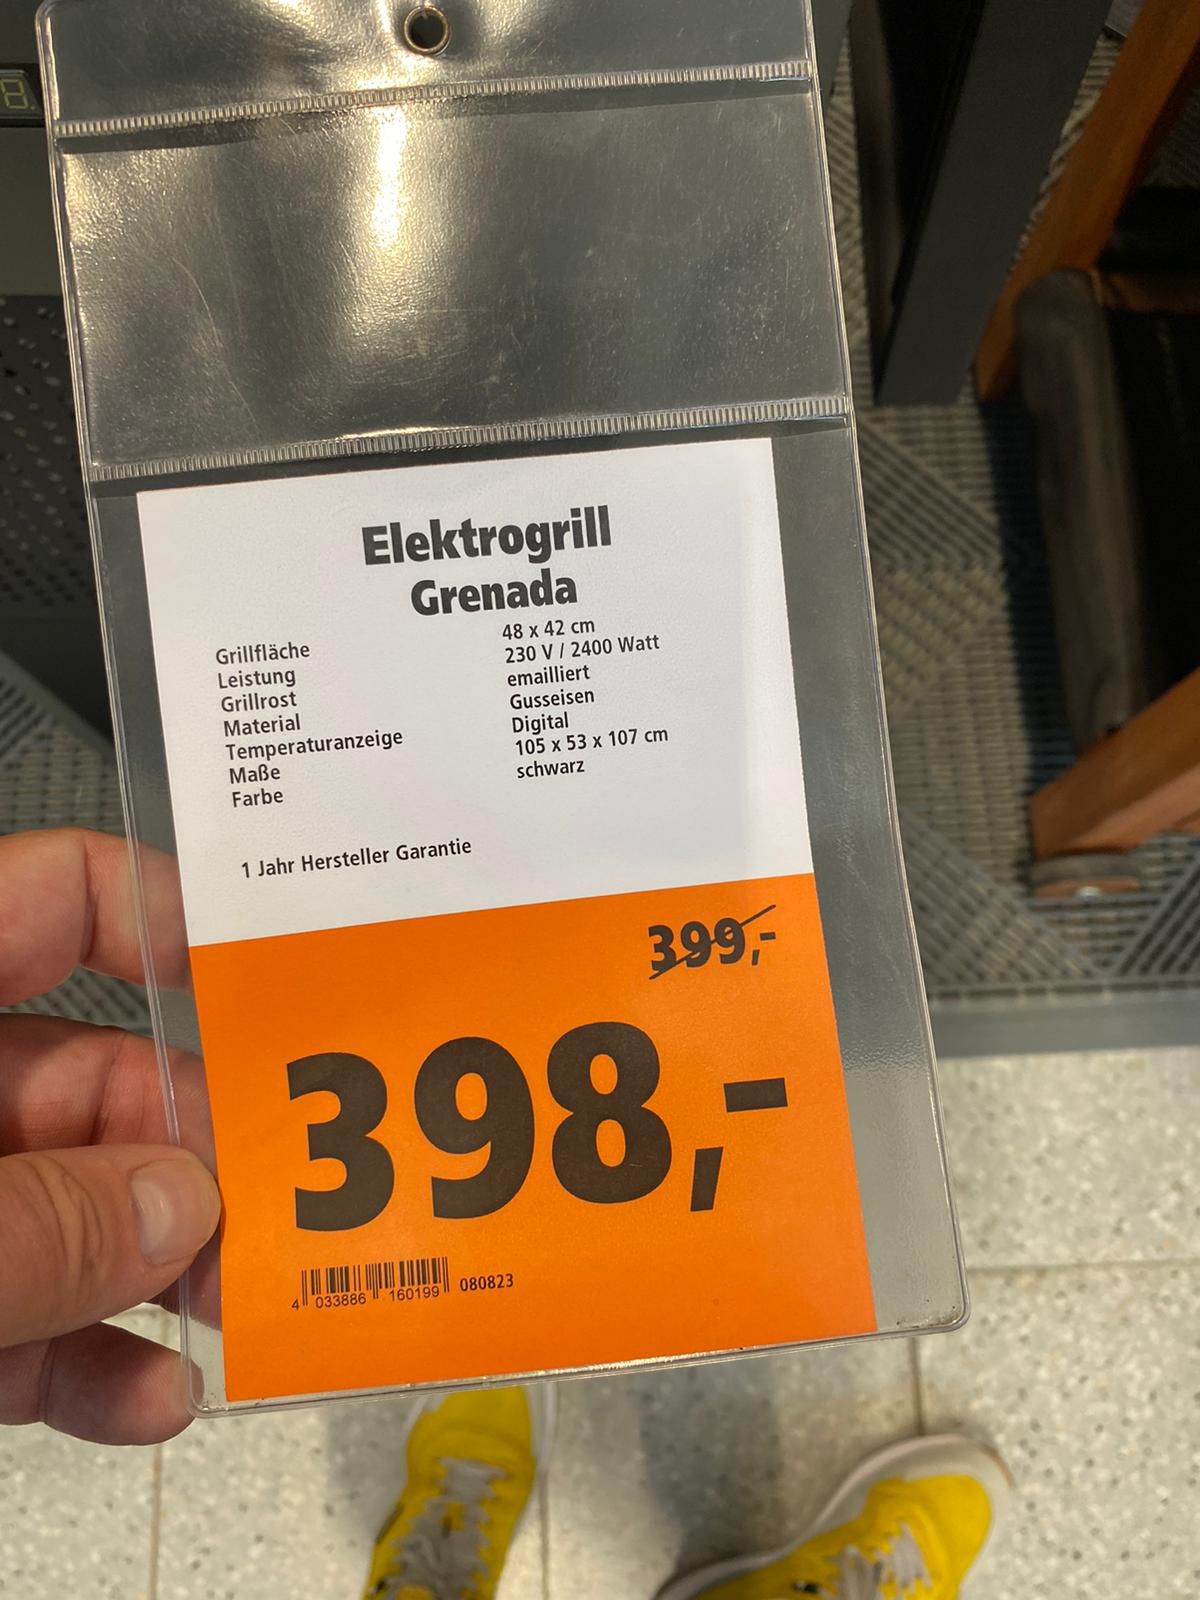 8.
Elektrogrill
Grenada
Grillfläche 48 x 42 cm
Leistung 230 V / 2400 Watt
Grillrost emailliert
Material Gusseisen
Temperaturanzeige Digital
Maße 105 x 53 x 107 cm
Farbe schwarz
1 Jahr Hersteller Garantie
399,-
398,-
4 033886 160199 080823